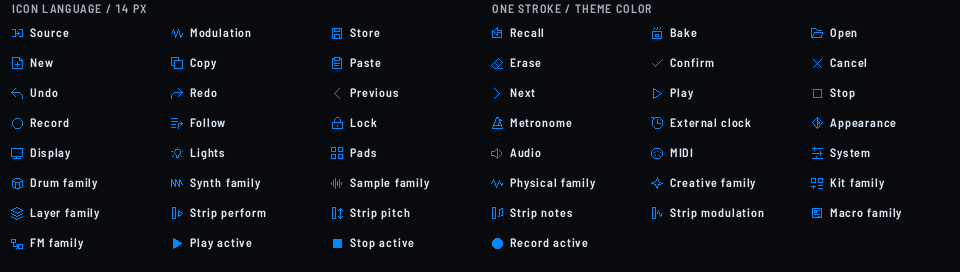 ICON LANGUAGE / 14 PX ONE STROKE / THEME COLOR
Source Modulation Store Recall Bake Open
New Copy Paste Erase Confirm Cancel
Undo Redo Previous Next Play Stop
Record Follow Lock Metronome External clock Appearance
Display Lights Pads Audio MIDI System
Drum family Synth family Sample family Physical family Creative family Kit family
Layer family Strip perform Strip pitch Strip notes Strip modulation Macro family
FM family Play active Stop active Record active